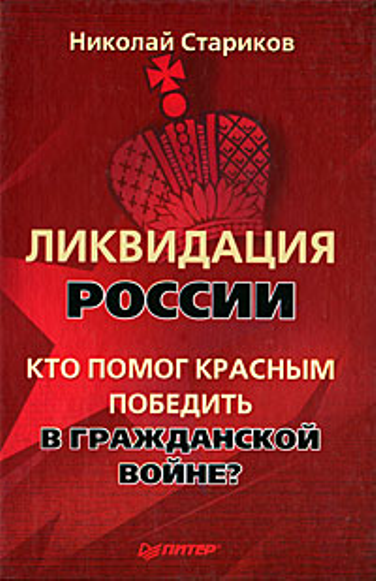 Николай Стариков
ЛИКВИДАЦИЯ
РОССИИ
КТО ПОМОГ КРАСНЫМ
ПОБЕДИТЬ
В ГРАЖДАНСКОЙ
ВОЙНЕ?
ПИТЕР®